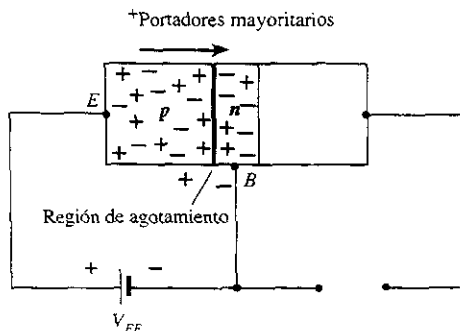 +Portadores mayoritarios
E
p
n
+ − B
Región de agotamiento
+ −
V_EE